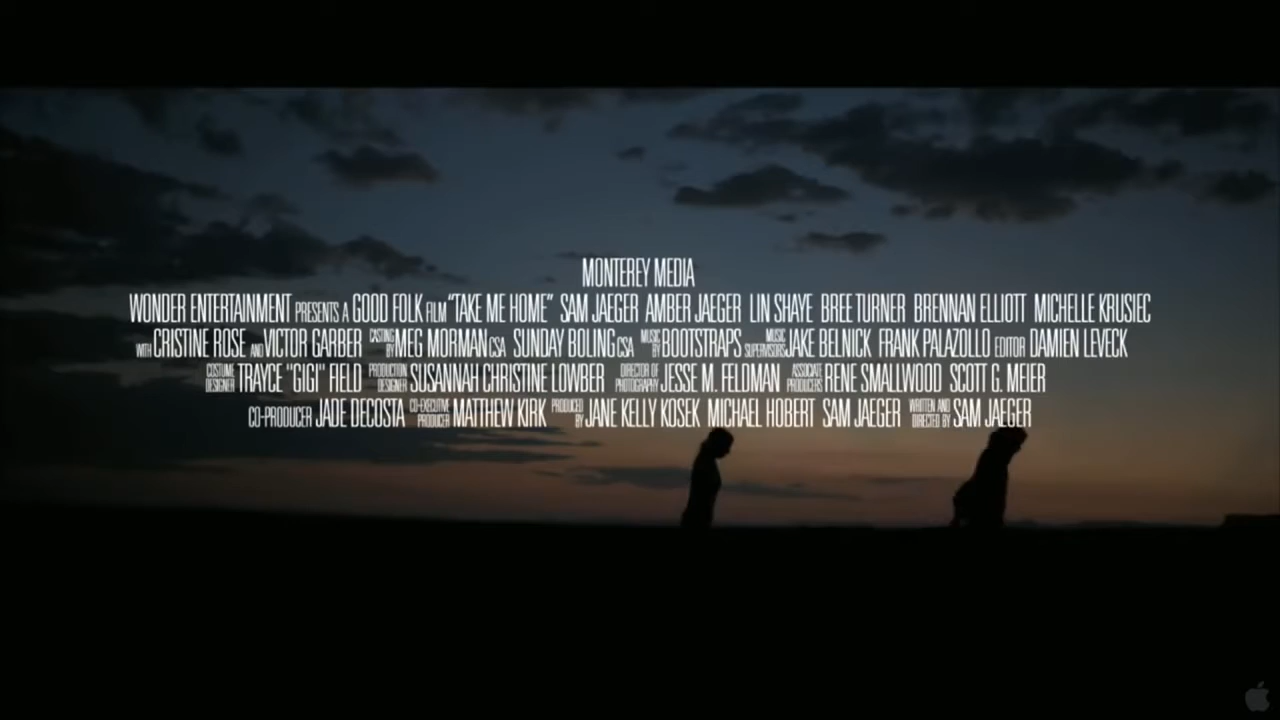 MONTEREY MEDIA
WONDER ENTERTAINMENT PRESENTS A GOOD FOLK FILM "TAKE ME HOME" SAM JAEGER AMBER JAEGER LIN SHAYE BREE TURNER BRENNAN ELLIOTT MICHELLE KRUSIEC
WITH CRISTINE ROSE AND VICTOR GARBER CASTING BY MEG MORMAN CSA SUNDAY BOLING CSA MUSIC BY BOOTSTRAPS MUSIC SUPERVISORS JAKE BELNICK FRANK PALAZOLLO EDITOR DAMIEN LEVECK
COSTUME DESIGNER TRAYCE "GIGI" FIELD PRODUCTION DESIGNER SUSANNAH CHRISTINE LOWBER DIRECTOR OF PHOTOGRAPHY JESSE M. FELDMAN ASSOCIATE PRODUCERS RENE SMALLWOOD SCOTT G. MEIER
CO-PRODUCER JADE DECOSTA CO-EXECUTIVE PRODUCER MATTHEW KIRK PRODUCED BY JANE KELLY KOSEK MICHAEL HOBERT SAM JAEGER WRITTEN AND DIRECTED BY SAM JAEGER